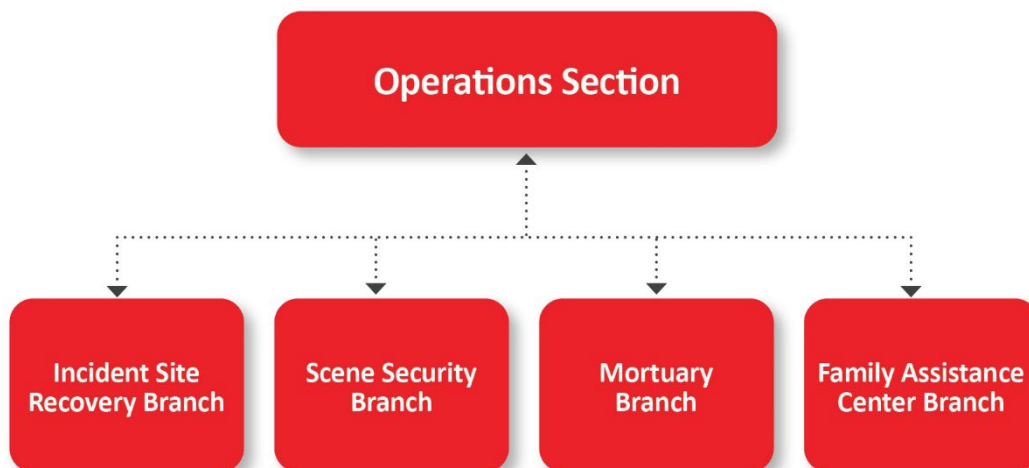 Operations Section
Incident Site
Recovery Branch
Scene Security
Branch
Mortuary
Branch
Family Assistance
Center Branch